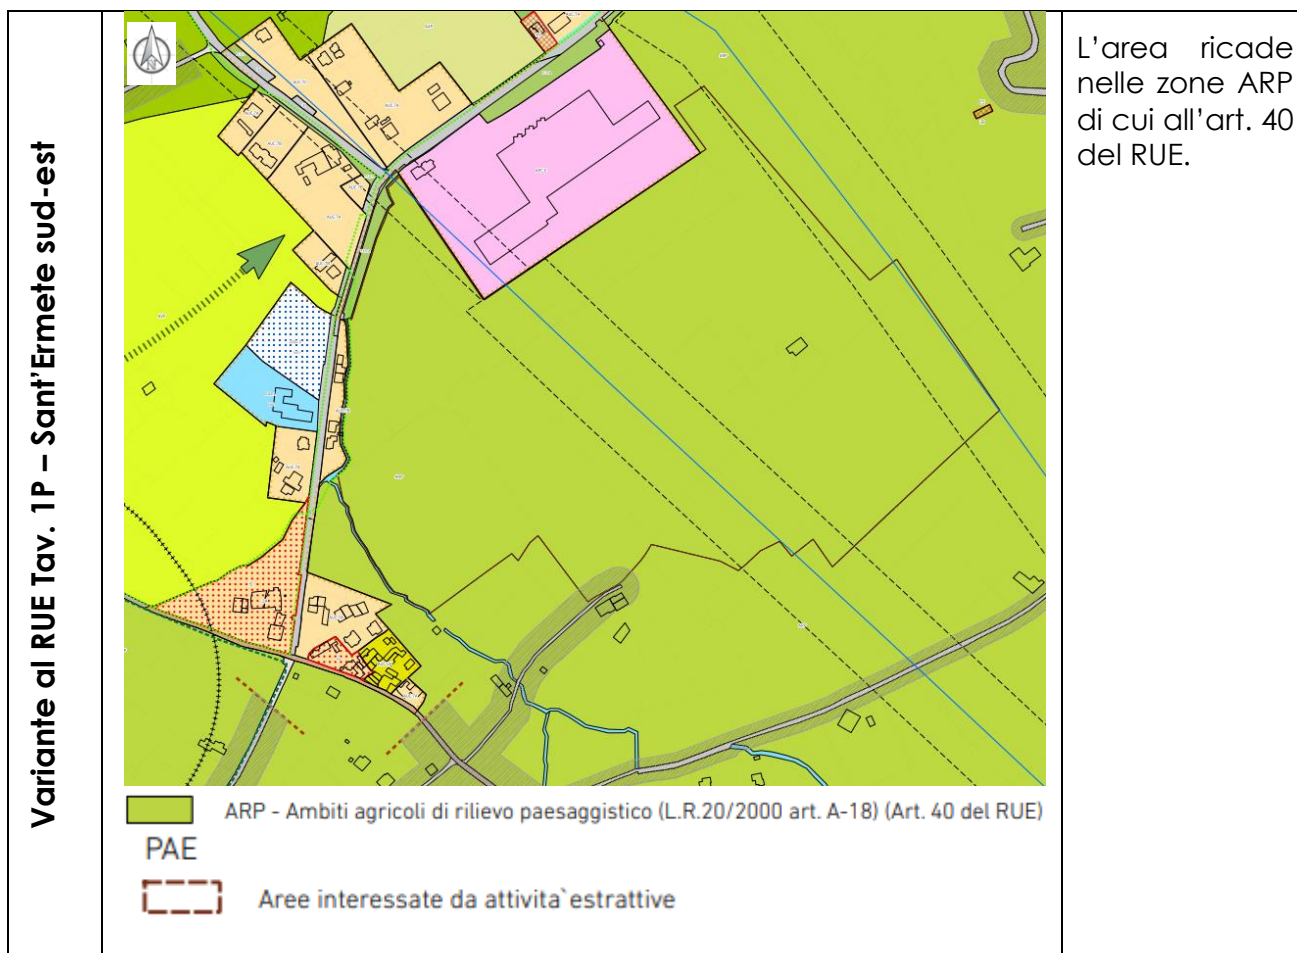 Variante al RUE Tav. 1P – Sant'Ermete sud-est
N
L'area ricade
nelle zone ARP
di cui all'art. 40
del RUE.
ARP - Ambiti agricoli di rilievo paesaggistico (L.R.20/2000 art. A-18) (Art. 40 del RUE)
PAE
Aree interessate da attivita`estrattive